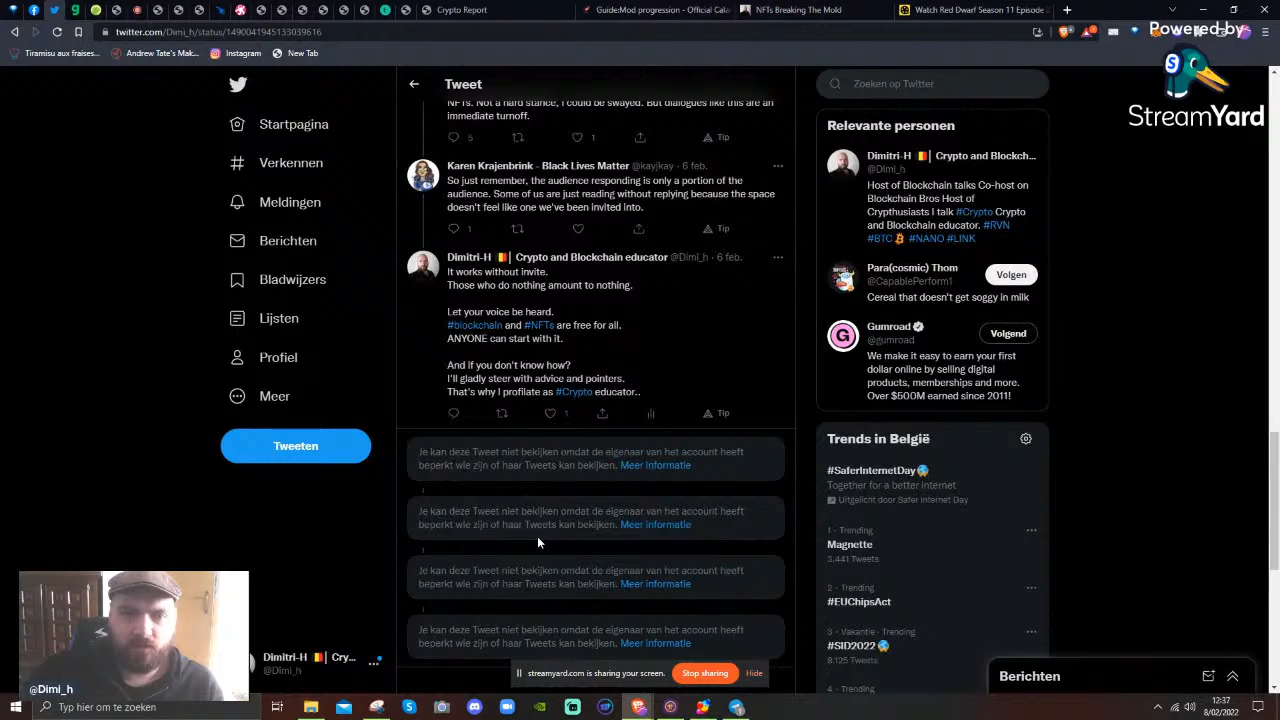 Crypto Report
Guide:Mod progression - Official Cala
NFTs Breaking The Mold
Watch Red Dwarf Season 11 Episode 2
twitter.com/Dimi_h/status/1490041945133039616
Tiramisu aux fraises...
Andrew Tate's Mak...
Instagram
New Tab
Powered by
StreamYard
Startpagina
Verkennen
Meldingen
Berichten
Bladwijzers
Lijsten
Profiel
Meer
Tweeten
Dimitri-H | Cry...
@Dimi_h
@Dimi_h
Tweet
NFTs. Not a hard stance, I could be swayed. But dialogues like this are an
immediate turnoff.
5 1 Tip
Karen Krajenbrink - Black Lives Matter @kayjkay · 6 feb.
So just remember, the audience responding is only a portion of the
audience. Some of us are just reading without replying because the space
doesn't feel like one we've been invited into.
1 Tip
Dimitri-H | Crypto and Blockchain educator @Dimi_h · 6 feb.
It works without invite.
Those who do nothing amount to nothing.
Let your voice be heard.
#blockchain and #NFTs are free for all.
ANYONE can start with it.
And if you don't know how?
I'll gladly steer with advice and pointers.
That's why I profilate as #Crypto educator..
1 Tip
Je kan deze Tweet niet bekijken omdat de eigenaar van het account heeft
beperkt wie zijn of haar Tweets kan bekijken. Meer informatie
Je kan deze Tweet niet bekijken omdat de eigenaar van het account heeft
beperkt wie zijn of haar Tweets kan bekijken. Meer informatie
Je kan deze Tweet niet bekijken omdat de eigenaar van het account heeft
beperkt wie zijn of haar Tweets kan bekijken. Meer informatie
Je kan deze Tweet niet bekijken omdat de eigenaar van het account heeft
beperkt wie zijn of haar Tweets kan bekijken. Meer informatie
streamyard.com is sharing your screen. Stop sharing Hide
Zoeken op Twitter
Relevante personen
Dimitri-H | Crypto and Blockch...
@Dimi_h
Host of Blockchain talks Co-host on
Blockchain Bros Host of
Crypthusiasts I talk #Crypto Crypto
and Blockchain educator. #RVN
#BTC #NANO #LINK
Para(cosmic) Thom
@CapablePerform1
Volgen
Cereal that doesn't get soggy in milk
Gumroad
@gumroad
Volgend
We make it easy to earn your first
dollar online by selling digital
products, memberships and more.
Over $500M earned since 2011!
Trends in België
#SaferInternetDay
Together for a better internet
Uitgelicht door Safer Internet Day
1 · Trending
Magnette
3.441 Tweets
2 · Trending
#EUChipsAct
3 · Vakantie · Trending
#SID2022
8.125 Tweets
4 · Trending
Berichten
Typ hier om te zoeken
12:37
8/02/2022